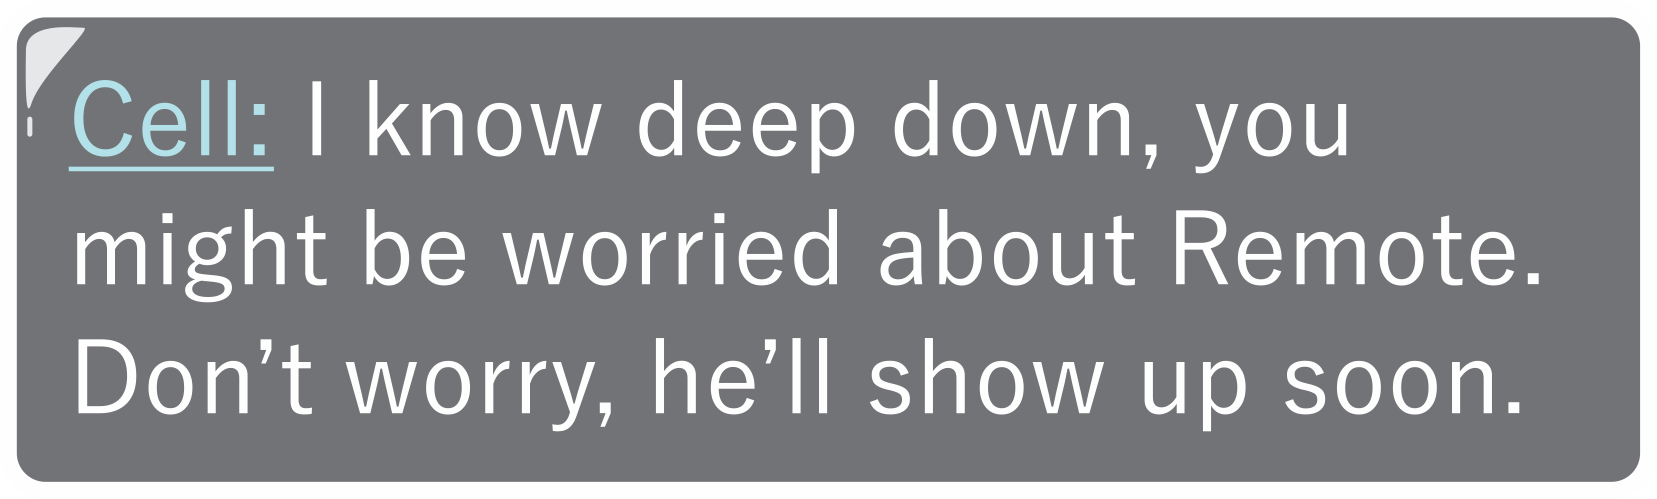 Cell: I know deep down, you
might be worried about Remote.
Don’t worry, he’ll show up soon.